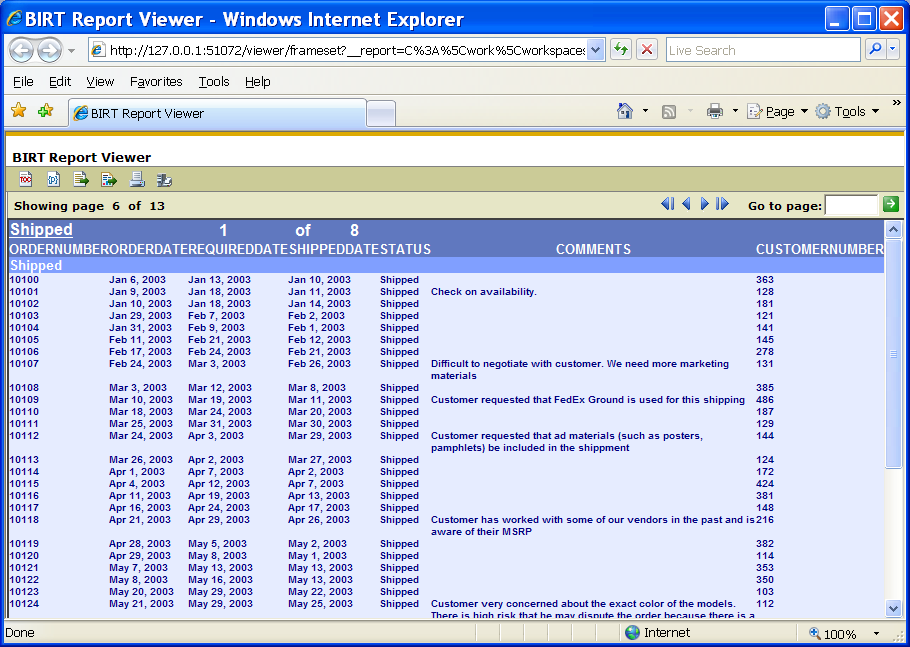 BIRT Report Viewer - Windows Internet Explorer
http://127.0.0.1:51072/viewer/frameset?__report=C%3A%5Cwork%5Cworkspaces
Live Search
File Edit View Favorites Tools Help
BIRT Report Viewer
Page Tools »
BIRT Report Viewer
TOC
Showing page 6 of 13
Go to page:
Shipped 1 of 8
ORDERNUMBER ORDERDATE REQUIREDDATE SHIPPEDDATE STATUS COMMENTS CUSTOMERNUMBER
Shipped
10100 Jan 6, 2003 Jan 13, 2003 Jan 10, 2003 Shipped 363
10101 Jan 9, 2003 Jan 18, 2003 Jan 11, 2003 Shipped Check on availability. 128
10102 Jan 10, 2003 Jan 18, 2003 Jan 14, 2003 Shipped 181
10103 Jan 29, 2003 Feb 7, 2003 Feb 2, 2003 Shipped 121
10104 Jan 31, 2003 Feb 9, 2003 Feb 1, 2003 Shipped 141
10105 Feb 11, 2003 Feb 21, 2003 Feb 12, 2003 Shipped 145
10106 Feb 17, 2003 Feb 24, 2003 Feb 21, 2003 Shipped 278
10107 Feb 24, 2003 Mar 3, 2003 Feb 26, 2003 Shipped Difficult to negotiate with customer. We need more marketing 131
materials
10108 Mar 3, 2003 Mar 12, 2003 Mar 8, 2003 Shipped 385
10109 Mar 10, 2003 Mar 19, 2003 Mar 11, 2003 Shipped Customer requested that FedEx Ground is used for this shipping 486
10110 Mar 18, 2003 Mar 24, 2003 Mar 20, 2003 Shipped 187
10111 Mar 25, 2003 Mar 31, 2003 Mar 30, 2003 Shipped 129
10112 Mar 24, 2003 Apr 3, 2003 Mar 29, 2003 Shipped Customer requested that ad materials (such as posters, 144
pamphlets) be included in the shippment
10113 Mar 26, 2003 Apr 2, 2003 Mar 27, 2003 Shipped 124
10114 Apr 1, 2003 Apr 7, 2003 Apr 2, 2003 Shipped 172
10115 Apr 4, 2003 Apr 12, 2003 Apr 7, 2003 Shipped 424
10116 Apr 11, 2003 Apr 19, 2003 Apr 13, 2003 Shipped 381
10117 Apr 16, 2003 Apr 24, 2003 Apr 17, 2003 Shipped 148
10118 Apr 21, 2003 Apr 29, 2003 Apr 26, 2003 Shipped Customer has worked with some of our vendors in the past and is 216
aware of their MSRP
10119 Apr 28, 2003 May 5, 2003 May 2, 2003 Shipped 382
10120 Apr 29, 2003 May 8, 2003 May 1, 2003 Shipped 114
10121 May 7, 2003 May 13, 2003 May 13, 2003 Shipped 353
10122 May 8, 2003 May 16, 2003 May 13, 2003 Shipped 350
10123 May 20, 2003 May 29, 2003 May 22, 2003 Shipped 103
10124 May 21, 2003 May 29, 2003 May 25, 2003 Shipped Customer very concerned about the exact color of the models. 112
There is high risk that he may dispute the order because there is a
Done Internet 100%